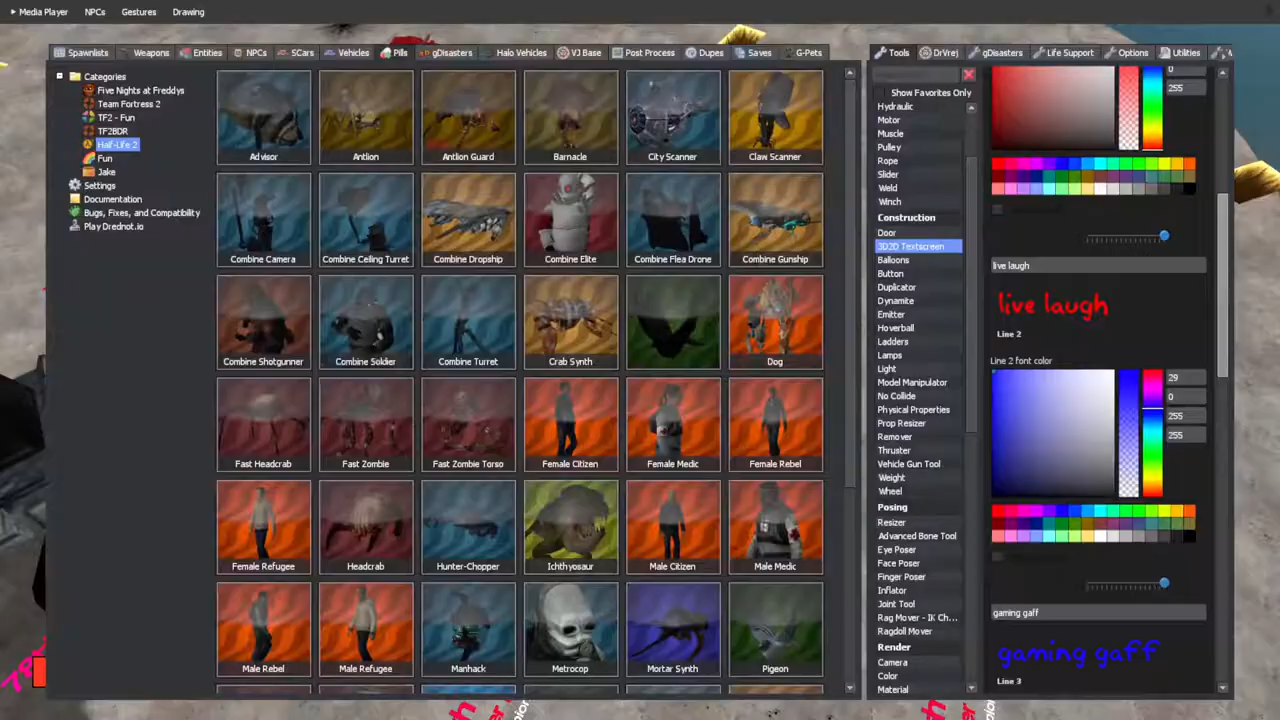 Media Player NPCs Gestures Drawing
Spawnlists Weapons Entities NPCs SCars Vehicles Pills gDisasters Halo Vehicles VJ Base Post Process Dupes Saves G-Pets
Tools DrVrej gDisasters Life Support Options Utilities
Categories
Five Nights at Freddys
Team Fortress 2
TF2 - Fun
TF2BDR
Half-Life 2
Fun
Jake
Settings
Documentation
Bugs, Fixes, and Compatibility
Play Drednot.io
Advisor Antlion Antlion Guard Barnacle City Scanner Claw Scanner
Combine Camera Combine Ceiling Turret Combine Dropship Combine Elite Combine Flea Drone Combine Gunship
Combine Shotgunner Combine Soldier Combine Turret Crab Synth Dog
Fast Headcrab Fast Zombie Fast Zombie Torso Female Citizen Female Medic Female Rebel
Female Refugee Headcrab Hunter-Chopper Ichthyosaur Male Citizen Male Medic
Male Rebel Male Refugee Manhack Metrocop Mortar Synth Pigeon
Show Favorites Only
Hydraulic
Motor
Muscle
Pulley
Rope
Slider
Weld
Winch
Construction
Door
3D2D Textscreen
Balloons
Button
Duplicator
Dynamite
Emitter
Hoverball
Ladders
Lamps
Light
Model Manipulator
No Collide
Physical Properties
Prop Resizer
Remover
Thruster
Vehicle Gun Tool
Weight
Wheel
Posing
Resizer
Advanced Bone Tool
Eye Poser
Face Poser
Finger Poser
Inflator
Joint Tool
Rag Mover - IK Ch...
Ragdoll Mover
Render
Camera
Color
Material
0
255
live laugh
live laugh
Line 2
Line 2 font color
29
0
255
255
gaming gaff
gaming gaff
Line 3